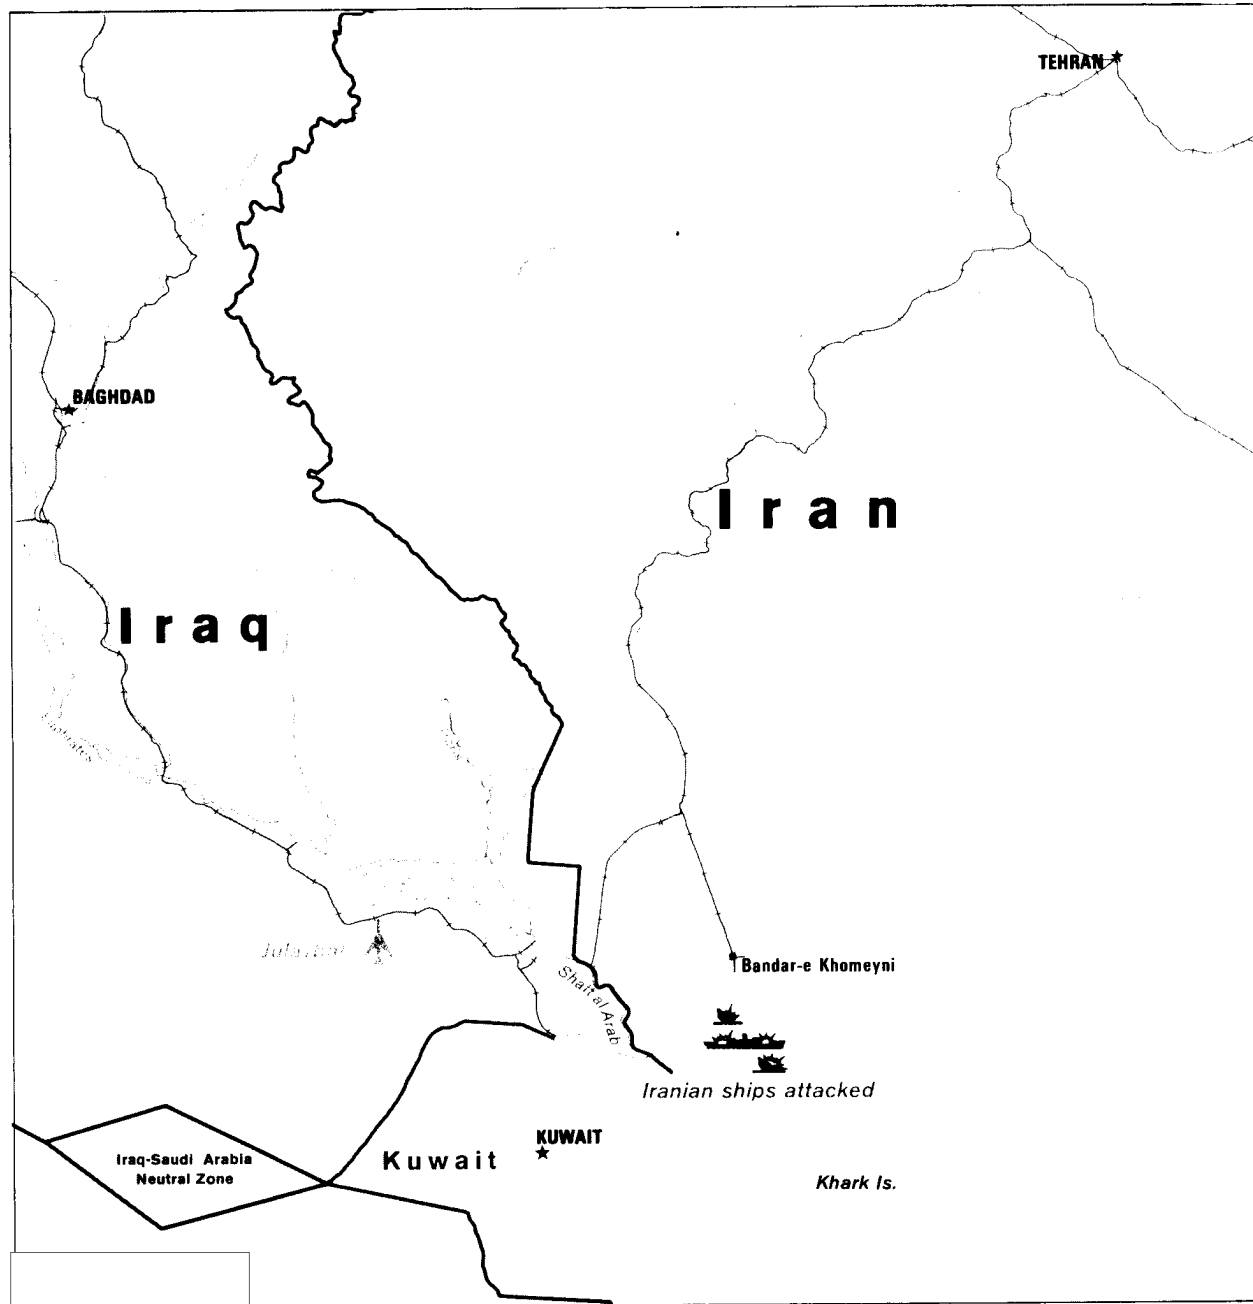 TEHRAN
BAGHDAD
Iran
Iraq
Bandar-e Khomeyni
Shatt al Arab
Iranian ships attacked
KUWAIT
Kuwait
Iraq-Saudi Arabia
Neutral Zone
Khark Is.